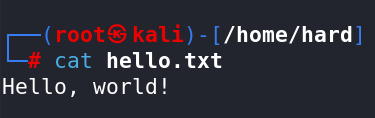 ┌──(root㉿kali)-[/home/hard]
└─# cat hello.txt
Hello, world!